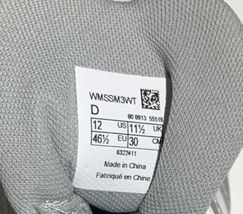 WMSSM3WT
D
80 0913 55519
12 US 11½ UK
46½ EU 30 CM
6322411
Made in China
Fabriqué en Chine